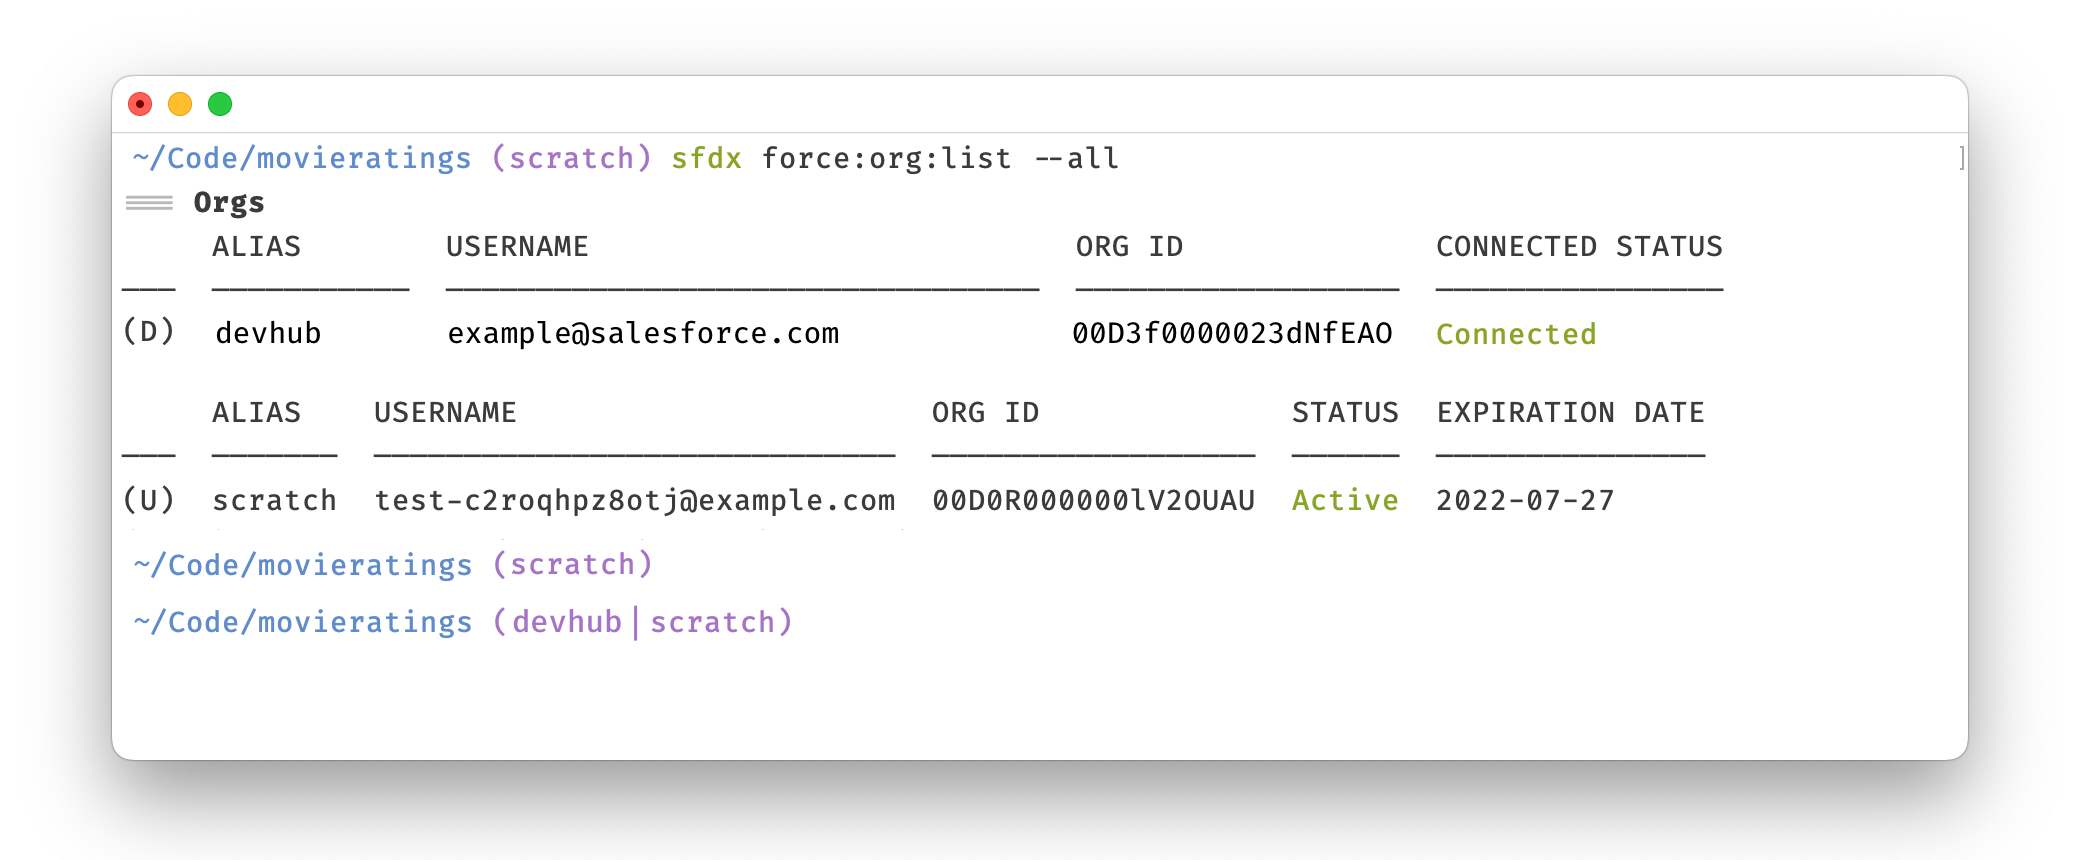 ~/Code/movieratings (scratch) sfdx force:org:list --all ]
=== Orgs
ALIAS USERNAME ORG ID CONNECTED STATUS
(D) devhub example@salesforce.com 00D3f0000023dNfEAO Connected
ALIAS USERNAME ORG ID STATUS EXPIRATION DATE
(U) scratch test-c2roqhpz8otj@example.com 00D0R000000lV2OUAU Active 2022-07-27
~/Code/movieratings (scratch)
~/Code/movieratings (devhub|scratch)